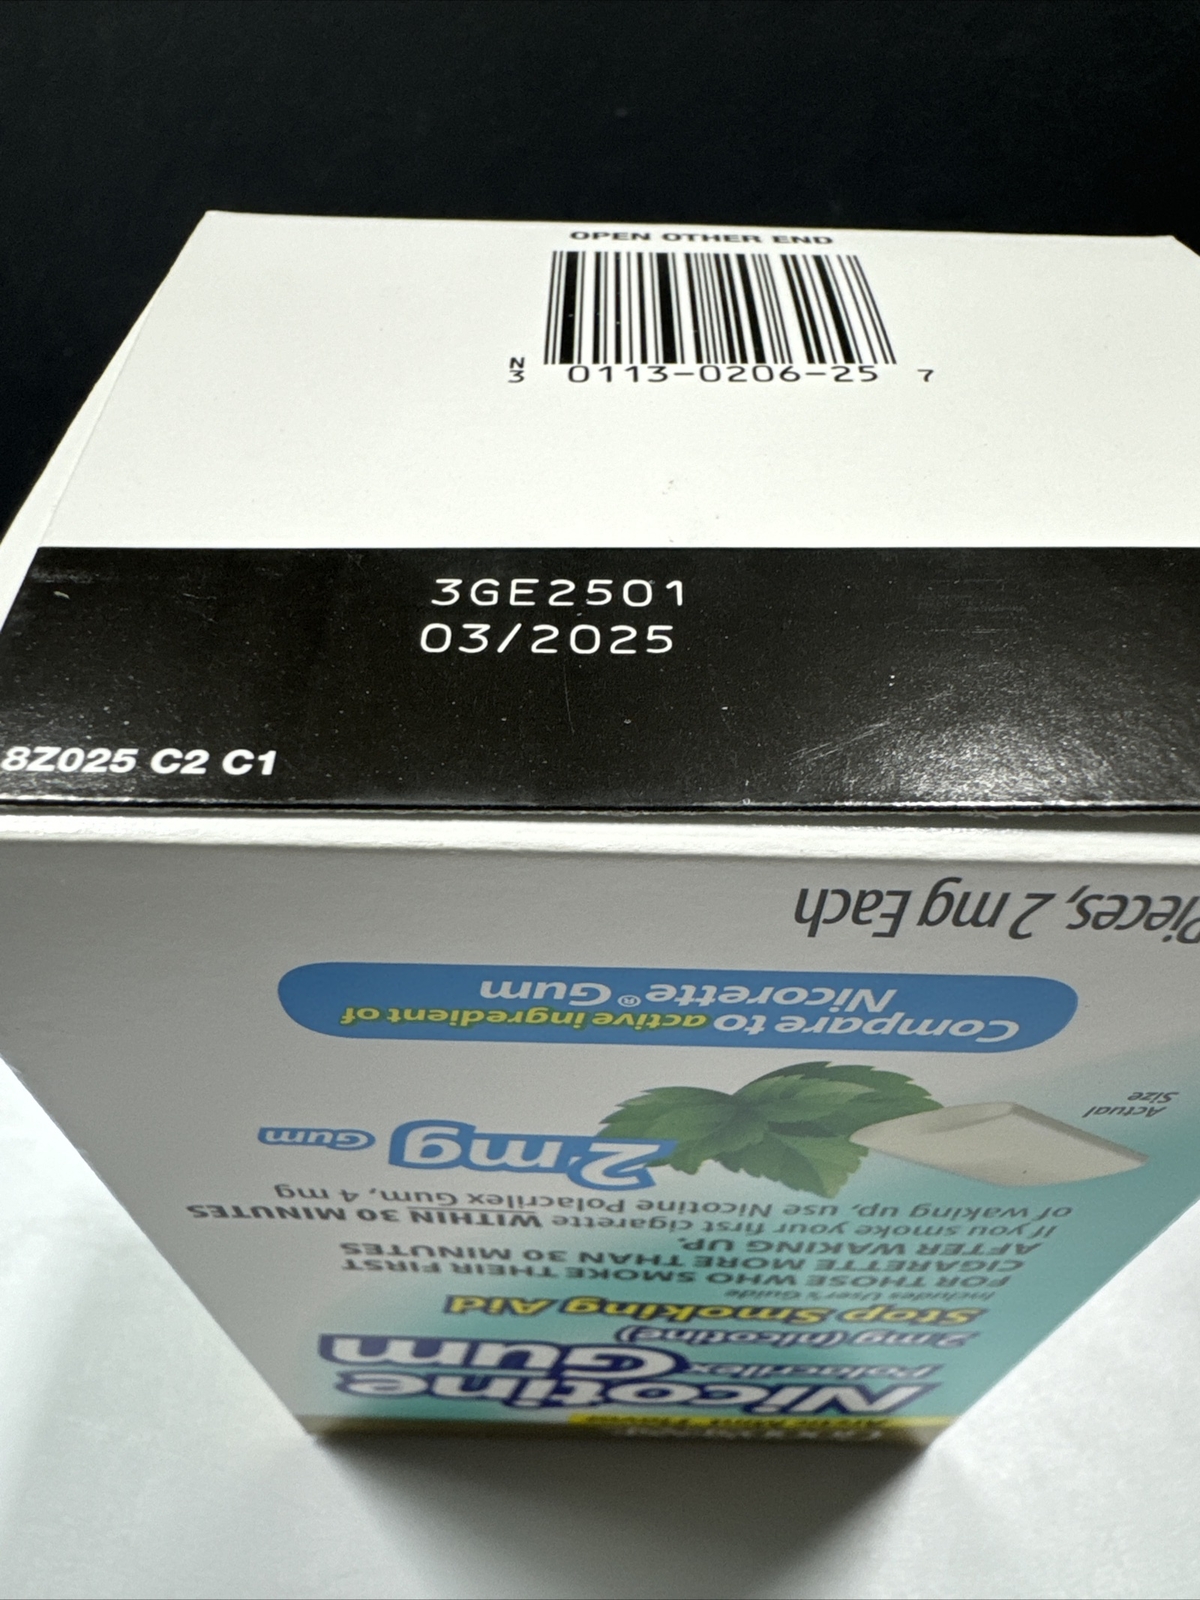 OPEN OTHER END
N
3 0113-0206-25 7
3GE2501
03/2025
8Z025 C2 C1
Pieces, 2 mg Each
Compare to active ingredient of
Nicorette® Gum
Actual
Size
2 mg Gum
If you smoke your first cigarette WITHIN 30 MINUTES
of waking up, use Nicotine Polacrilex Gum, 4 mg
FOR THOSE WHO SMOKE THEIR FIRST
CIGARETTE MORE THAN 30 MINUTES
AFTER WAKING UP.
Includes User's Guide
Stop Smoking Aid
2 mg (nicotine)
Polacrilex Gum
Nicotine